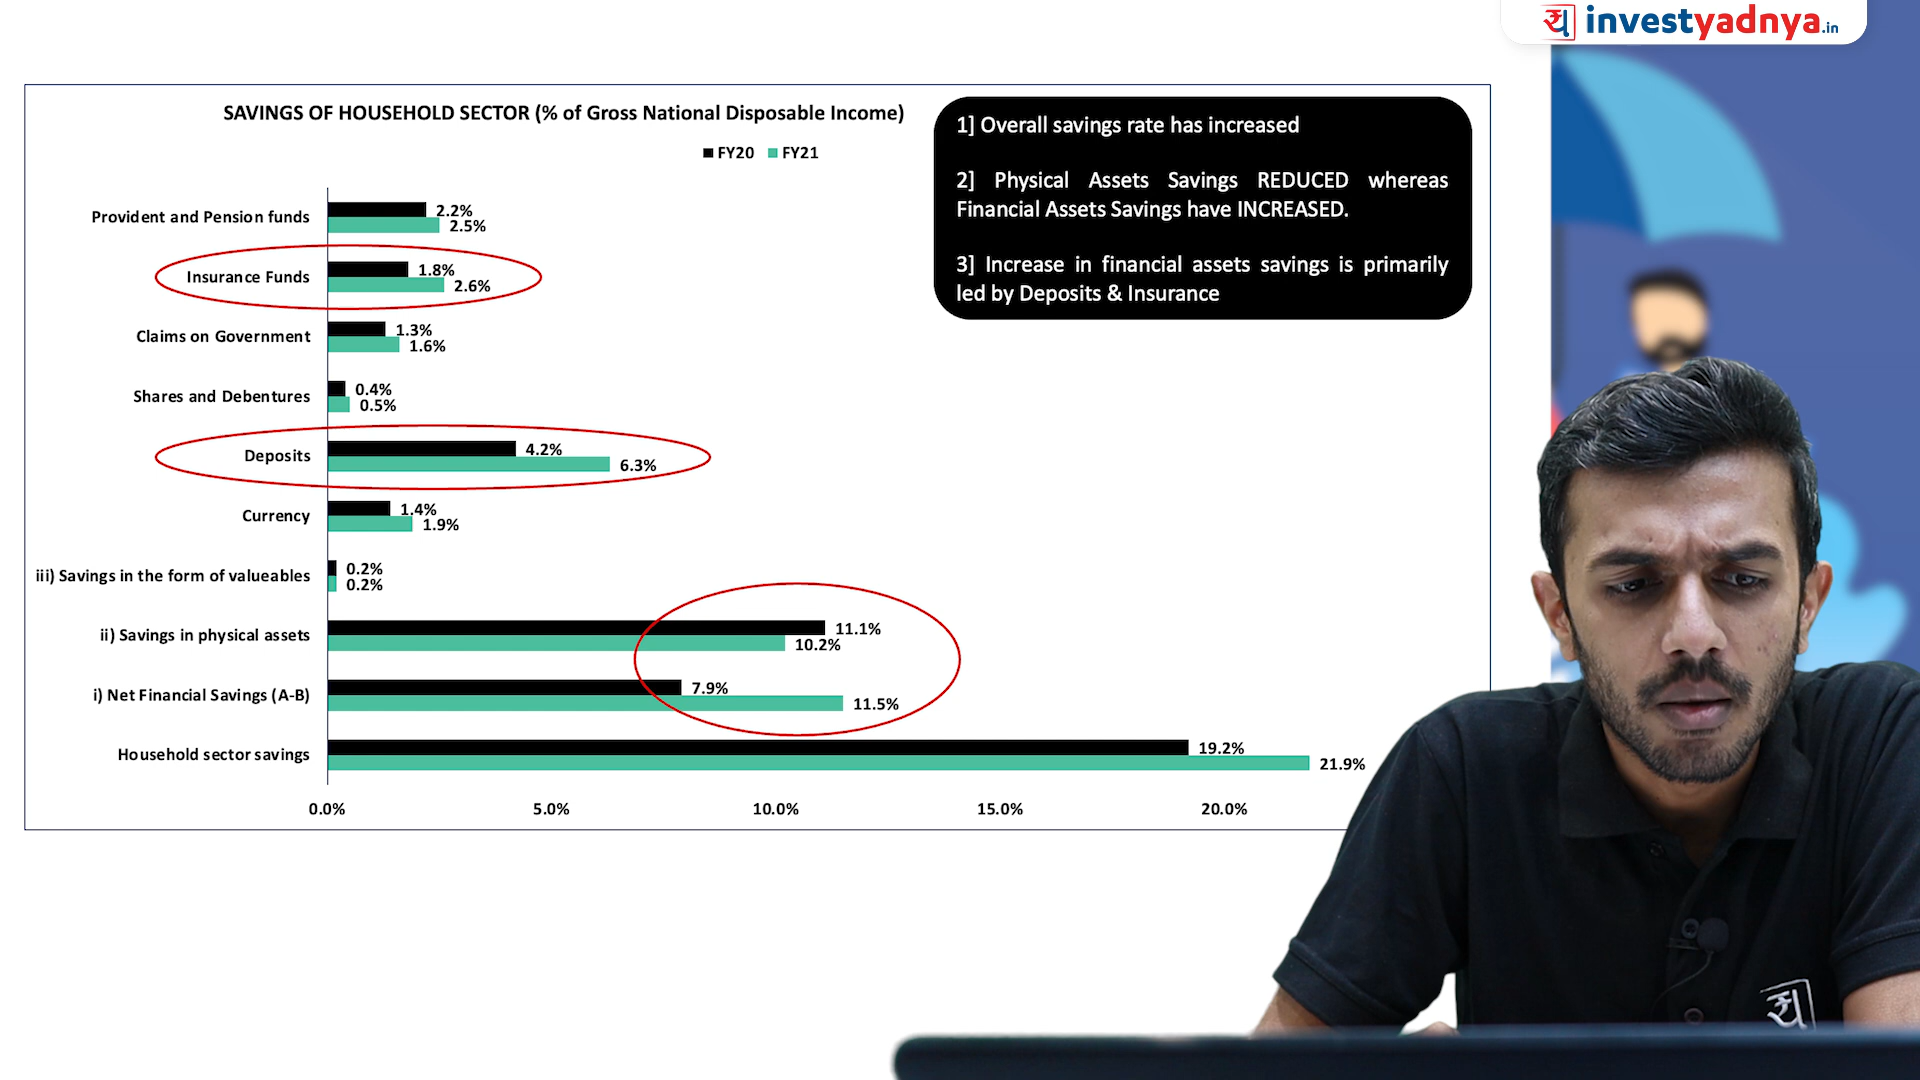 investyadnya.in
SAVINGS OF HOUSEHOLD SECTOR (% of Gross National Disposable Income)
FY20 FY21
1] Overall savings rate has increased
2] Physical Assets Savings REDUCED whereas
Financial Assets Savings have INCREASED.
3] Increase in financial assets savings is primarily
led by Deposits & Insurance
Provident and Pension funds
2.2%
2.5%
Insurance Funds
1.8%
2.6%
Claims on Government
1.3%
1.6%
Shares and Debentures
0.4%
0.5%
Deposits
4.2%
6.3%
Currency
1.4%
1.9%
iii) Savings in the form of valueables
0.2%
0.2%
ii) Savings in physical assets
11.1%
10.2%
i) Net Financial Savings (A-B)
7.9%
11.5%
Household sector savings
19.2%
21.9%
0.0% 5.0% 10.0% 15.0% 20.0%